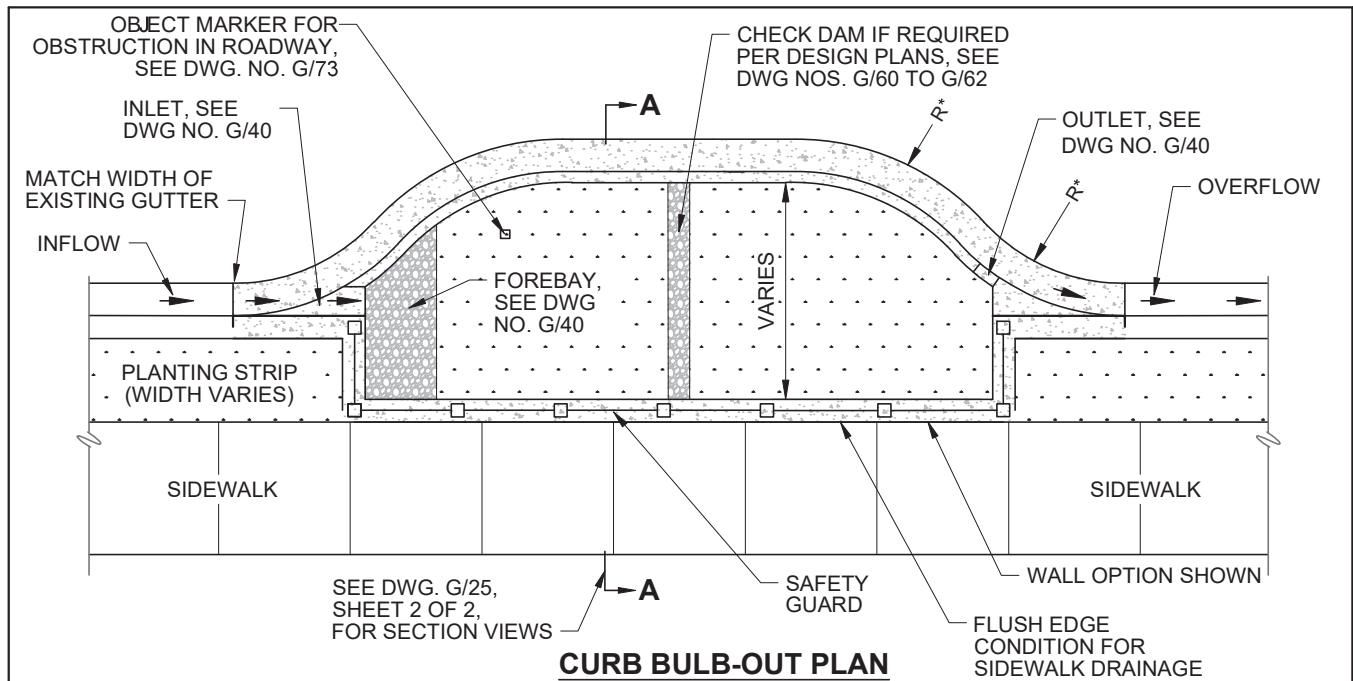 OBJECT MARKER FOR
OBSTRUCTION IN ROADWAY,
SEE DWG. NO. G/73
CHECK DAM IF REQUIRED
PER DESIGN PLANS, SEE
DWG NOS. G/60 TO G/62
INLET, SEE
DWG NO. G/40
A
R*
OUTLET, SEE
DWG NO. G/40
MATCH WIDTH OF
EXISTING GUTTER
R*
OVERFLOW
INFLOW
FOREBAY,
SEE DWG
NO. G/40
VARIES
PLANTING STRIP
(WIDTH VARIES)
SIDEWALK
SIDEWALK
SEE DWG. G/25,
SHEET 2 OF 2,
FOR SECTION VIEWS
A
SAFETY
GUARD
WALL OPTION SHOWN
FLUSH EDGE
CONDITION FOR
SIDEWALK DRAINAGE
CURB BULB-OUT PLAN